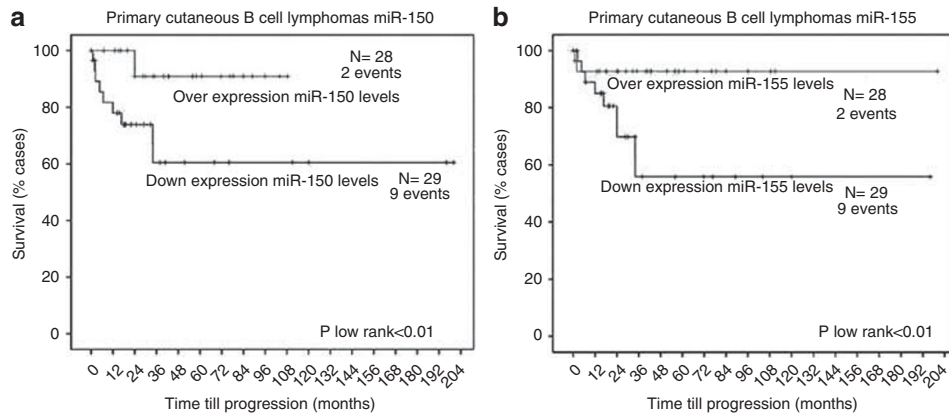 a
Primary cutaneous B cell lymphomas miR-150
100
80
60
40
20
0
Survival (% cases)
N= 28
2 events
Over expression miR-150 levels
Down expression miR-150 levels
N= 29
9 events
P low rank<0.01
0 12 24 36 48 60 72 84 96 108 120 132 144 156 168 180 192 204
Time till progression (months)
b
Primary cutaneous B cell lymphomas miR-155
100
80
60
40
20
0
Survival (% cases)
Over expression miR-155 levels
N= 28
2 events
Down expression miR-155 levels
N= 29
9 events
P low rank<0.01
0 12 24 36 48 60 72 84 96 108 120 132 144 156 168 180 192 204
Time till progression (months)